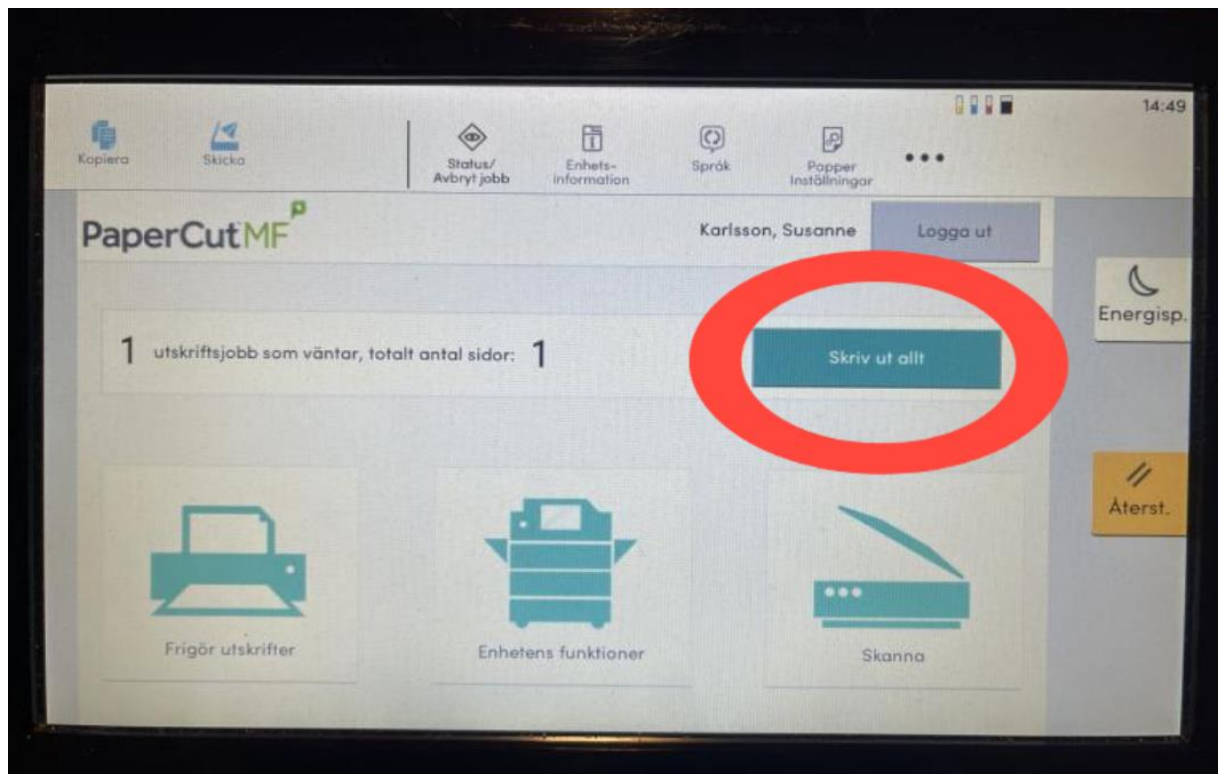 14:49
Kopiera
Skicka
Status/
Avbryt jobb
Enhets-
information
Språk
Papper
Inställningar
PaperCut MF
Karlsson, Susanne
Logga ut
Energisp.
1 utskriftsjobb som väntar, totalt antal sidor: 1
Skriv ut allt
Återst.
Frigör utskrifter
Enhetens funktioner
Skanna